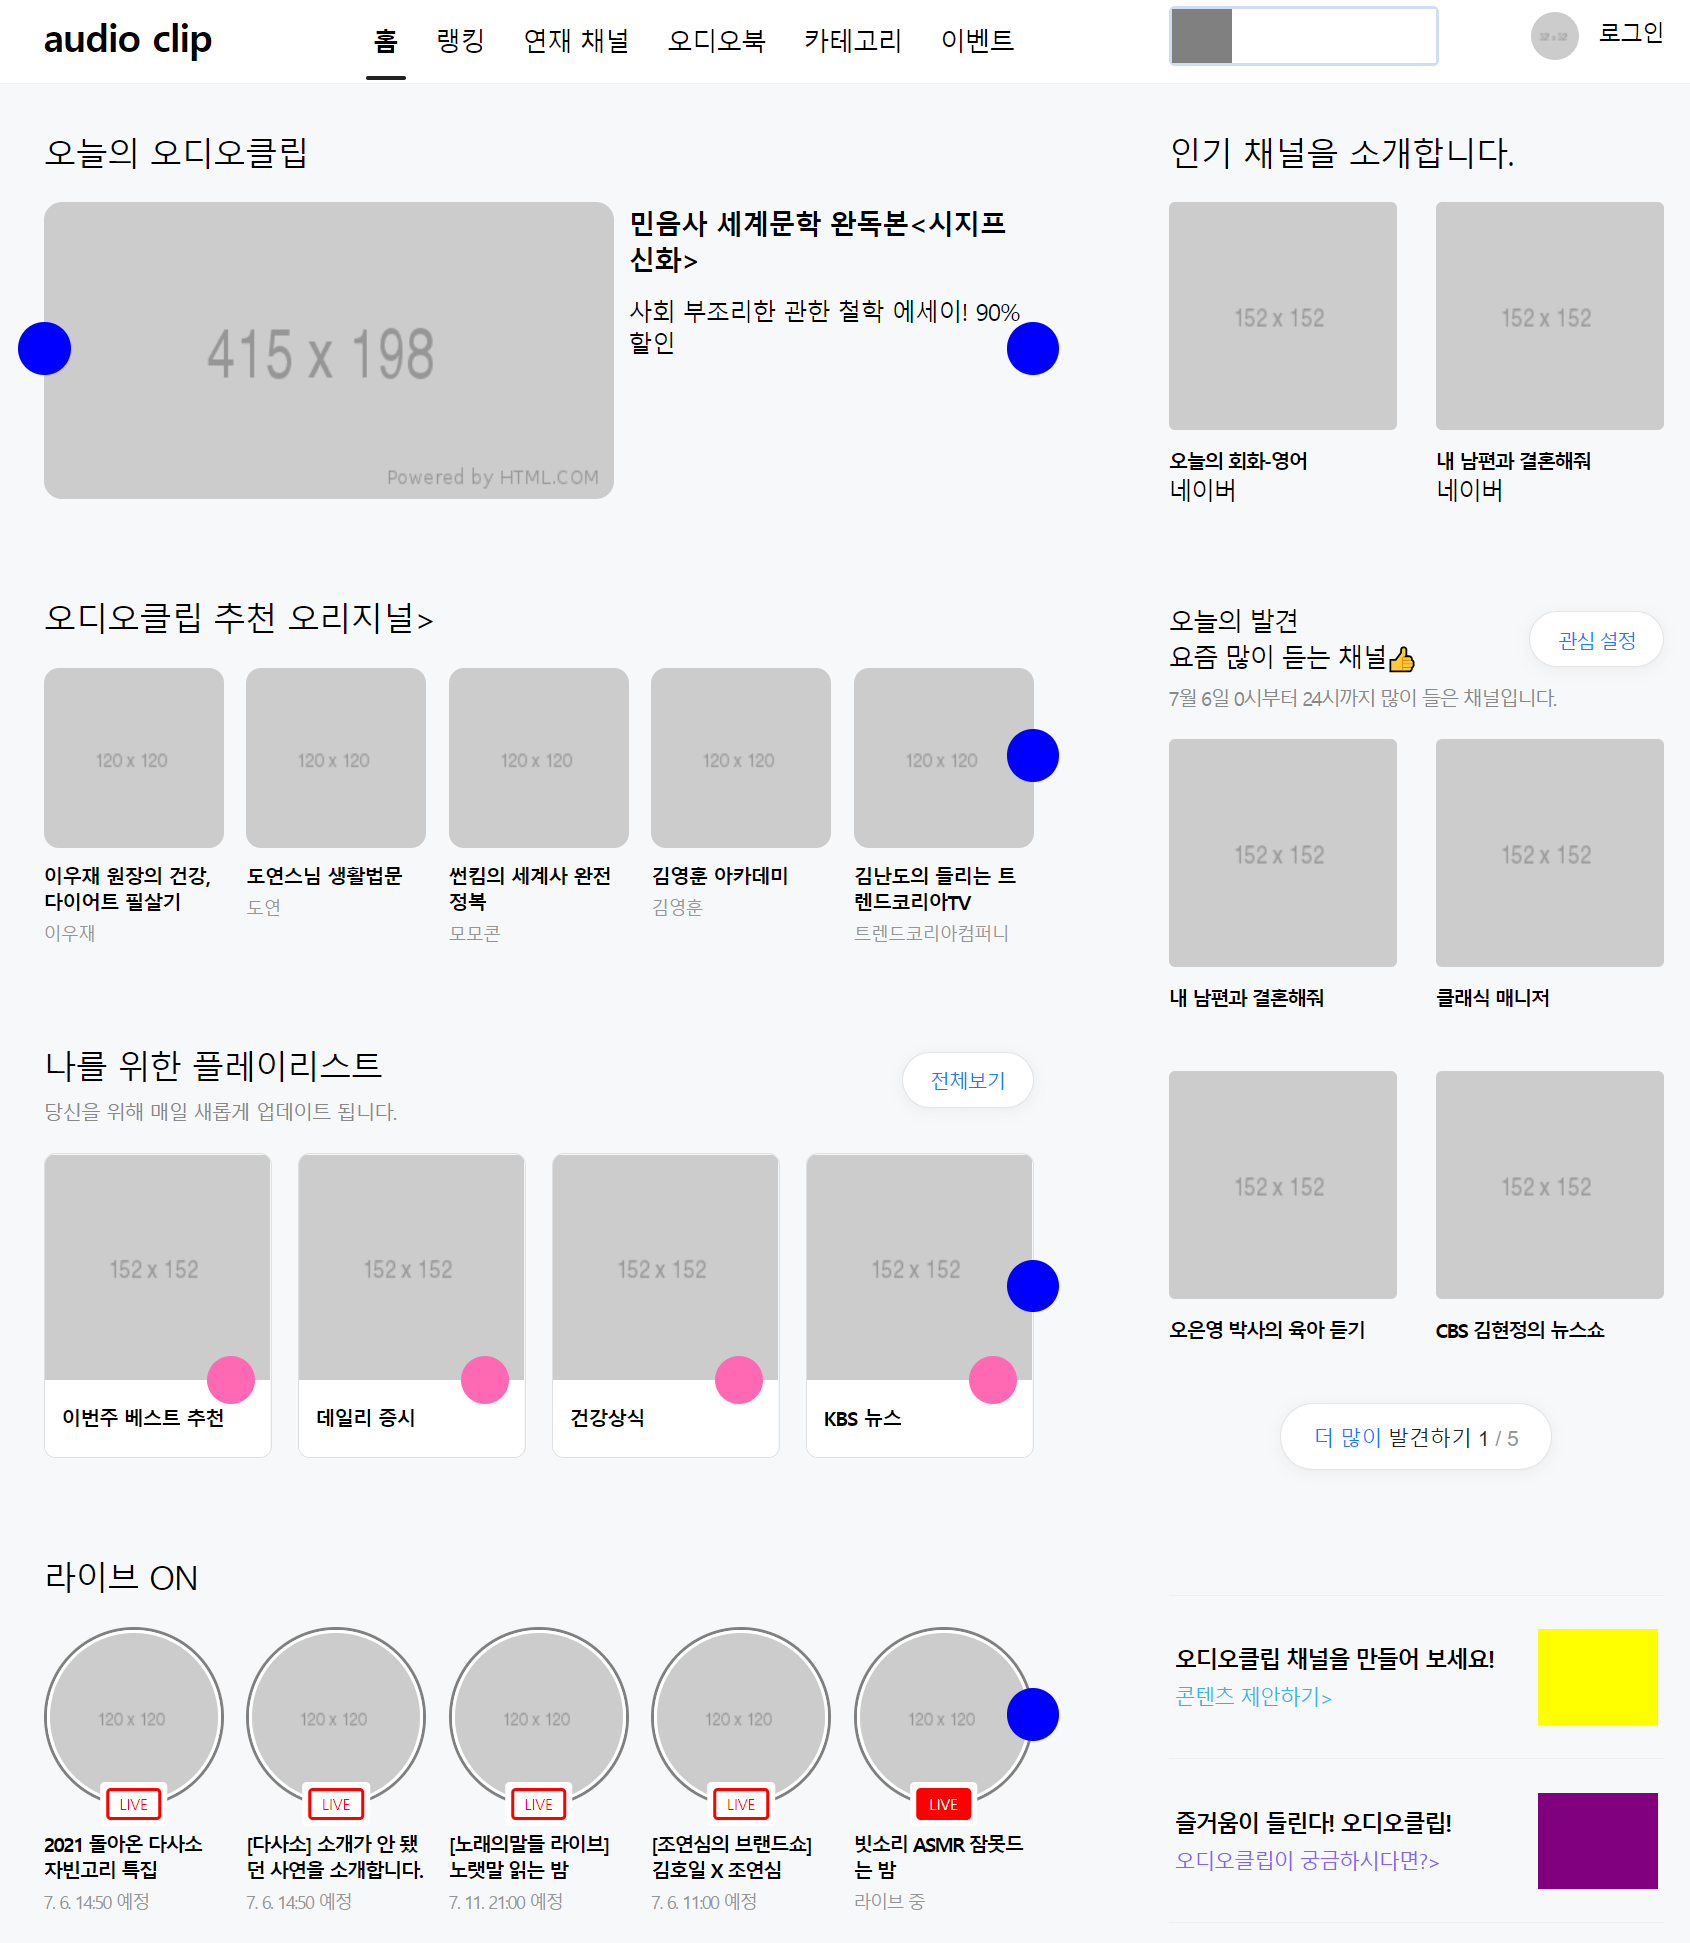 audio clip
홈
랭킹
연재 채널
오디오북
카테고리
이벤트
52 x 52
로그인
오늘의 오디오클립
415 x 198
Powered by HTML.COM
민음사 세계문학 완독본<시지프
신화>
사회 부조리한 관한 철학 에세이! 90%
할인
오디오클립 추천 오리지널>
120 x 120
이우재 원장의 건강,
다이어트 필살기
이우재
120 x 120
도연스님 생활법문
도연
120 x 120
썬킴의 세계사 완전
정복
모모콘
120 x 120
김영훈 아카데미
김영훈
120 x 120
김난도의 들리는 트
렌드코리아TV
트렌드코리아컴퍼니
나를 위한 플레이리스트
당신을 위해 매일 새롭게 업데이트 됩니다.
전체보기
152 x 152
이번주 베스트 추천
152 x 152
데일리 증시
152 x 152
건강상식
152 x 152
KBS 뉴스
라이브 ON
120 x 120
LIVE
2021 돌아온 다사소
자빈고리 특집
7. 6. 14:50 예정
120 x 120
LIVE
[다사소] 소개가 안 됐
던 사연을 소개합니다.
7. 6. 14:50 예정
120 x 120
LIVE
[노래의말들 라이브]
노랫말 읽는 밤
7. 11. 21:00 예정
120 x 120
LIVE
[조연심의 브랜드쇼]
김호일 X 조연심
7. 6. 11:00 예정
120 x 120
LIVE
빗소리 ASMR 잠못드
는 밤
라이브 중
인기 채널을 소개합니다.
152 x 152
오늘의 회화-영어
네이버
152 x 152
내 남편과 결혼해줘
네이버
오늘의 발견
요즘 많이 듣는 채널👍
관심 설정
7월 6일 0시부터 24시까지 많이 들은 채널입니다.
152 x 152
내 남편과 결혼해줘
152 x 152
클래식 매니저
152 x 152
오은영 박사의 육아 듣기
152 x 152
CBS 김현정의 뉴스쇼
더 많이 발견하기 1 / 5
오디오클립 채널을 만들어 보세요!
콘텐츠 제안하기>
즐거움이 들린다! 오디오클립!
오디오클립이 궁금하시다면?>